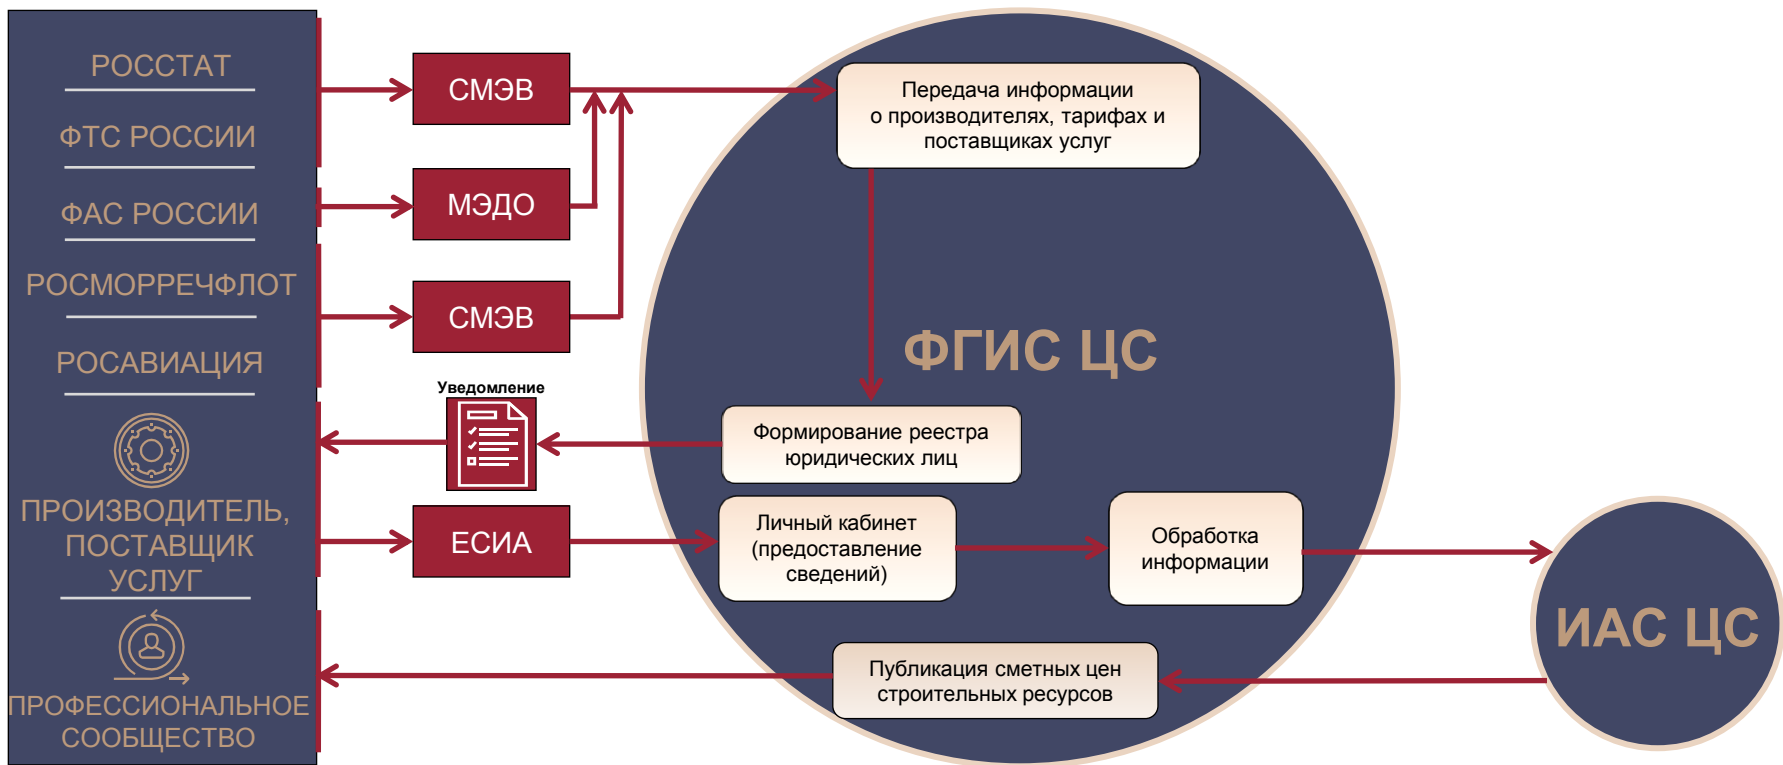 РОССТАТ
ФТС РОССИИ
ФАС РОССИИ
РОСМОРРЕЧФЛОТ
РОСАВИАЦИЯ
ПРОИЗВОДИТЕЛЬ,
ПОСТАВЩИК
УСЛУГ
ПРОФЕССИОНАЛЬНОЕ
СООБЩЕСТВО
СМЭВ
МЭДО
СМЭВ
Уведомление
ЕСИА
Передача информации
о производителях, тарифах и
поставщиках услуг
ФГИС ЦС
Формирование реестра
юридических лиц
Личный кабинет
(предоставление
сведений)
Обработка
информации
Публикация сметных цен
строительных ресурсов
ИАС ЦС